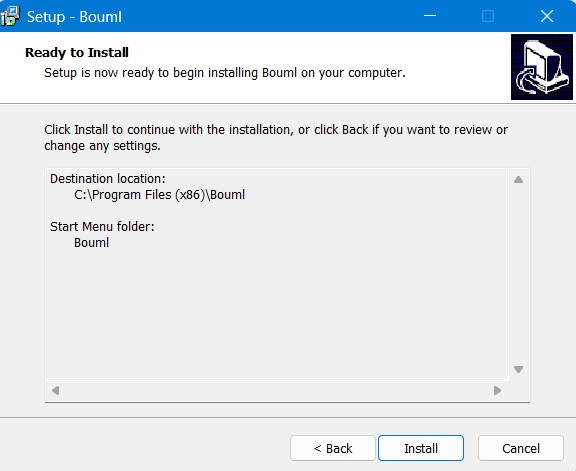 Setup - Bouml
Ready to Install
Setup is now ready to begin installing Bouml on your computer.
Click Install to continue with the installation, or click Back if you want to review or
change any settings.
Destination location:
C:\Program Files (x86)\Bouml
Start Menu folder:
Bouml
< Back
Install
Cancel